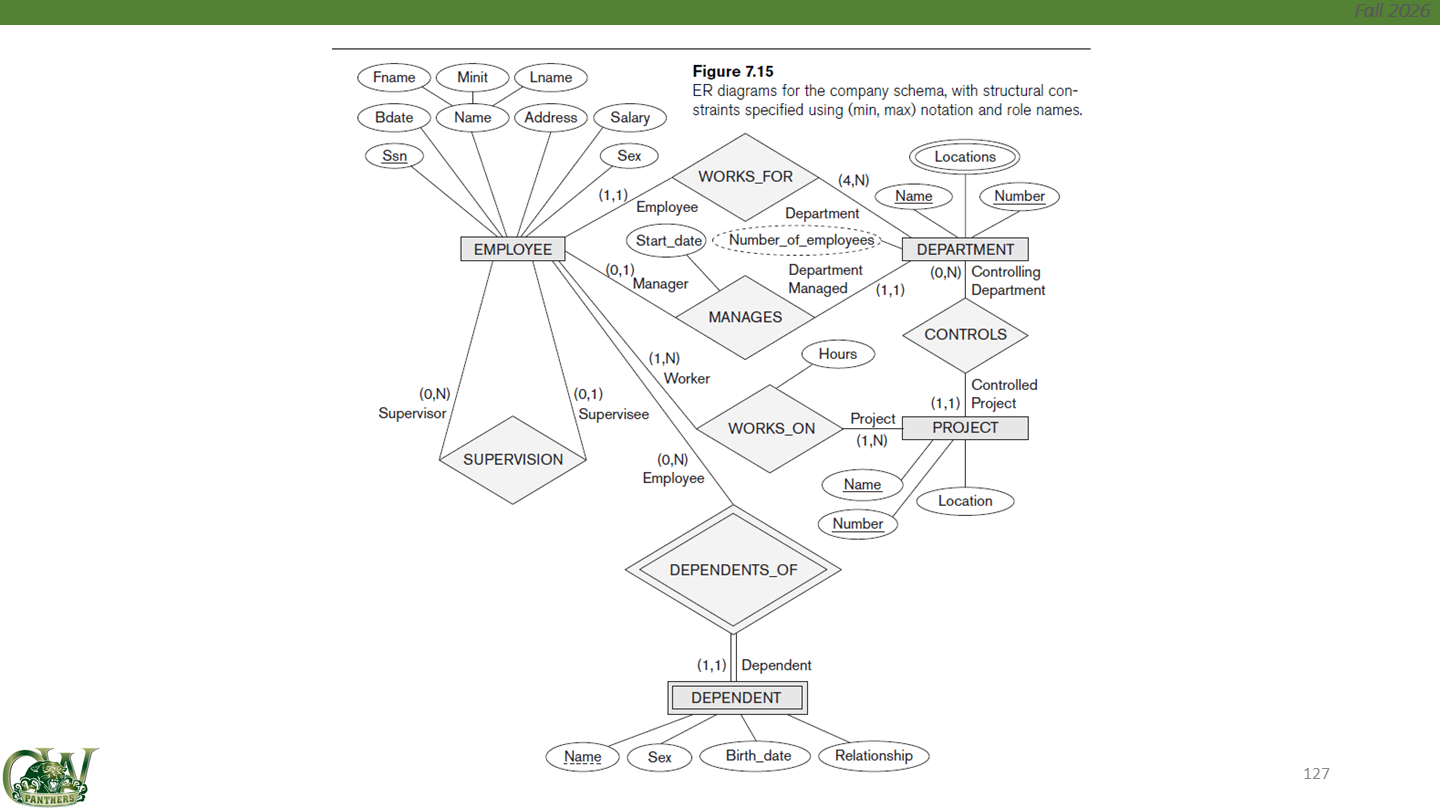 Fall 2026
Figure 7.15
ER diagrams for the company schema, with structural con-
straints specified using (min, max) notation and role names.
Fname Minit Lname
Bdate Name Address Salary
Ssn Sex
WORKS_FOR
Locations
(1,1)
Employee
(4,N)
Department
Name Number
Start_date
Number_of_employees
EMPLOYEE
DEPARTMENT
(0,1)
Manager
Department
Managed
(1,1)
(0,N)
Controlling
Department
MANAGES
CONTROLS
Hours
(1,N)
Worker
(0,N)
Supervisor
(0,1)
Supervisee
Controlled
Project
(1,1)
WORKS_ON
Project
(1,N)
PROJECT
SUPERVISION
(0,N)
Employee
Name
Location
Number
DEPENDENTS_OF
(1,1)
Dependent
DEPENDENT
Name Sex Birth_date Relationship
OW
PANTHERS
127